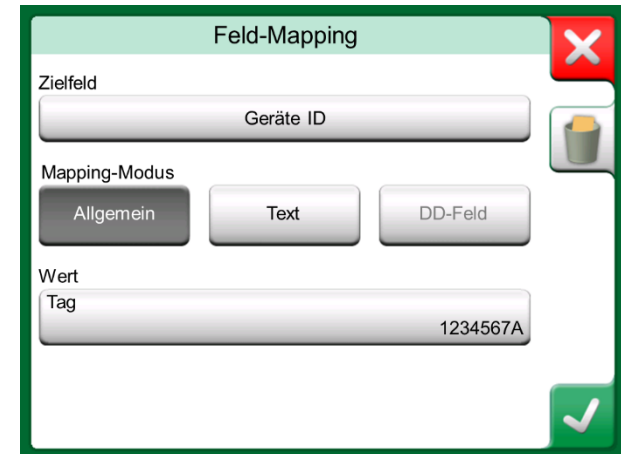 Feld-Mapping
Zielfeld
Geräte ID
Mapping-Modus
Allgemein Text DD-Feld
Wert
Tag
1234567A